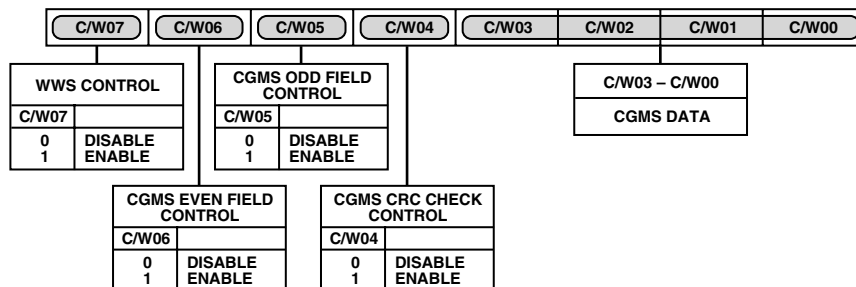 C/W07 C/W06 C/W05 C/W04 C/W03 C/W02 C/W01 C/W00
WWS CONTROL
C/W07
0 DISABLE
1 ENABLE
CGMS ODD FIELD
CONTROL
C/W05
0 DISABLE
1 ENABLE
C/W03 – C/W00
CGMS DATA
CGMS EVEN FIELD
CONTROL
C/W06
0 DISABLE
1 ENABLE
CGMS CRC CHECK
CONTROL
C/W04
0 DISABLE
1 ENABLE